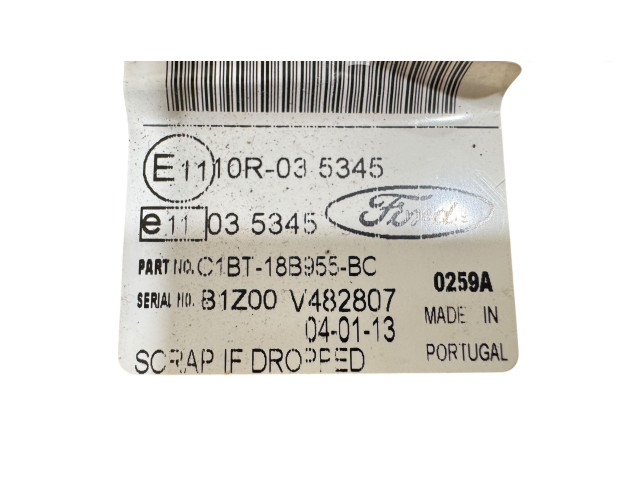 E11 10R-03 5345
e11 03 5345 Ford
PART NO. C1BT-18B955-BC 0259A
SERIAL NO. B1Z00 V482807 MADE IN
04-01-13 PORTUGAL
SCRAP IF DROPPED